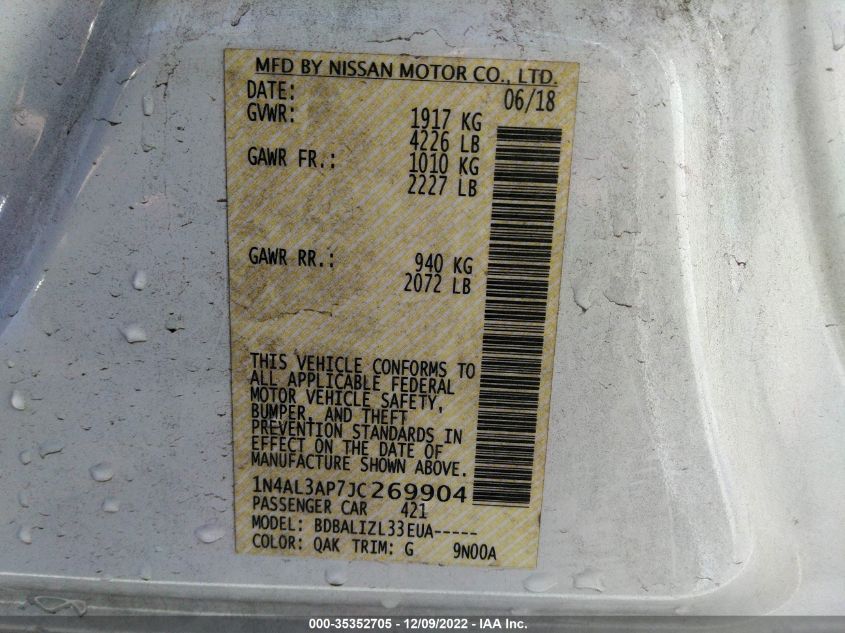 MFD BY NISSAN MOTOR CO., LTD.
DATE: 06/18
GVWR: 1917 KG
4226 LB
GAWR FR.: 1010 KG
2227 LB
GAWR RR.: 940 KG
2072 LB
THIS VEHICLE CONFORMS TO
ALL APPLICABLE FEDERAL
MOTOR VEHICLE SAFETY,
BUMPER, AND THEFT
PREVENTION STANDARDS IN
EFFECT ON THE DATE OF
MANUFACTURE SHOWN ABOVE.
1N4AL3AP7JC269904
PASSENGER CAR 421
MODEL: BDBALIZL33EUA-----
COLOR: QAK TRIM: G 9N00A
000-35352705 - 12/09/2022 - IAA Inc.